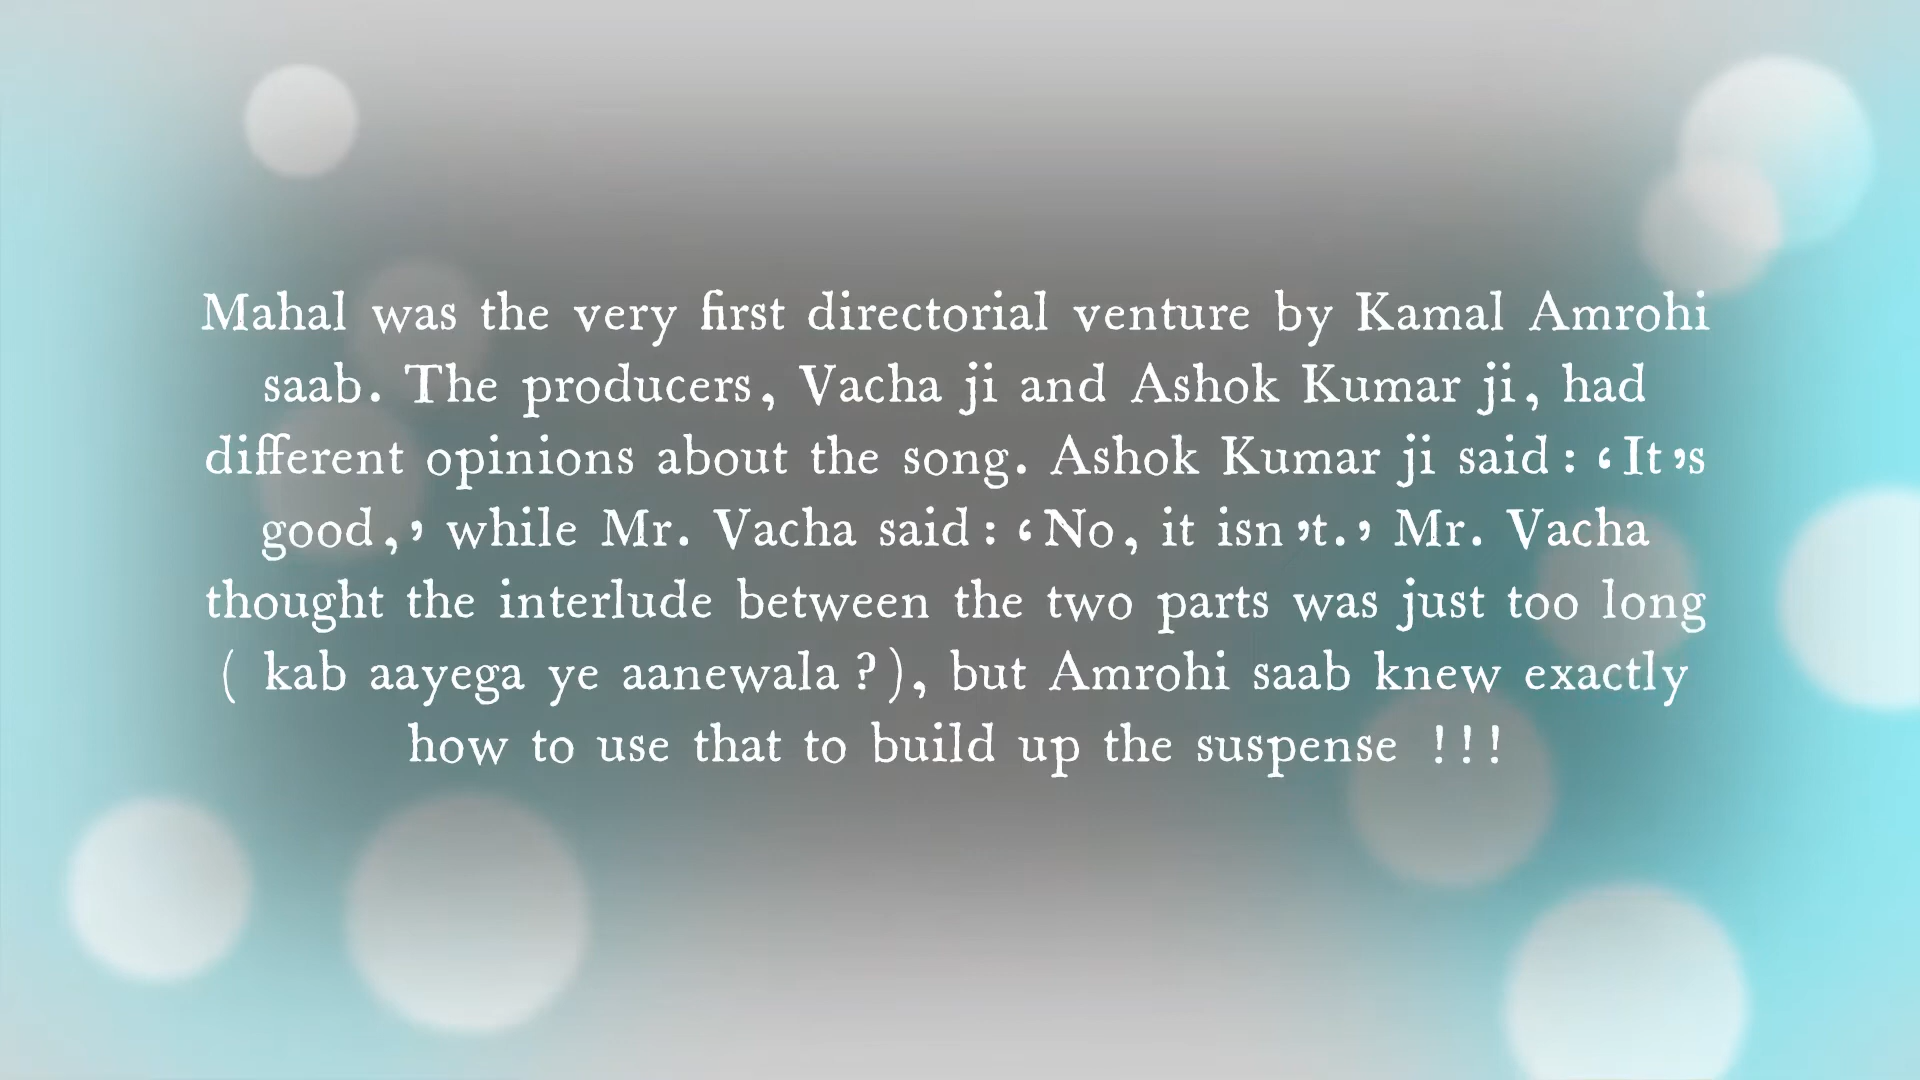 Mahal was the very first directorial venture by Kamal Amrohi
saab. The producers, Vacha ji and Ashok Kumar ji, had
different opinions about the song. Ashok Kumar ji said: ‘It’s
good,’ while Mr. Vacha said: ‘No, it isn’t.’ Mr. Vacha
thought the interlude between the two parts was just too long
( kab aayega ye aanewala?), but Amrohi saab knew exactly
how to use that to build up the suspense !!!